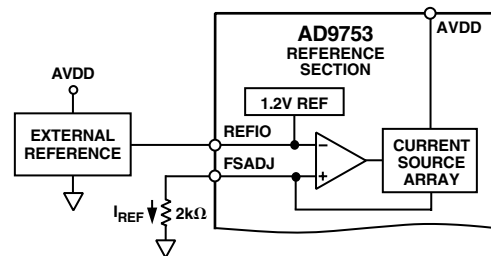 AD9753
REFERENCE
SECTION
AVDD
AVDD
1.2V REF
EXTERNAL
REFERENCE
REFIO
FSADJ
−
+
CURRENT
SOURCE
ARRAY
IREF
2kΩ